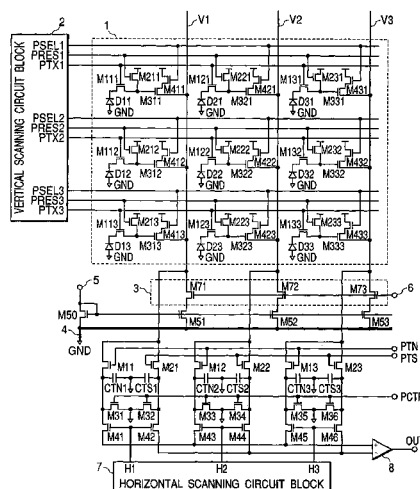 2
1
V1 V2 V3
VERTICAL SCANNING CIRCUIT BLOCK
PSEL1
PRES1
PTX1
M111 M211 M121 M221 M131 M231
M411 M421 M431
D11 M311 D21 M321 D31 M331
GND GND GND
PSEL2
PRES2
PTX2
M112 M212 M122 M222 M132 M232
M412 M422 M432
D12 M312 D22 M322 D32 M332
GND GND GND
PSEL3
PRES3
PTX3
M113 M213 M123 M223 M133 M233
M413 M423 M433
D13 M313 D23 M323 D33 M333
GND GND GND
5 3 M71 M72 M73 6
M50 M51 M52 M53
4
GND
PTN
PTS
M11 M21 M12 M22 M13 M23
CTN1 CTS1 CTN2 CTS2 CTN3 CTS3
M31 M32 M33 M34 M35 M36
M41 M42 M43 M44 M45 M46
OUT
7 H1 H2 H3 8
HORIZONTAL SCANNING CIRCUIT BLOCK